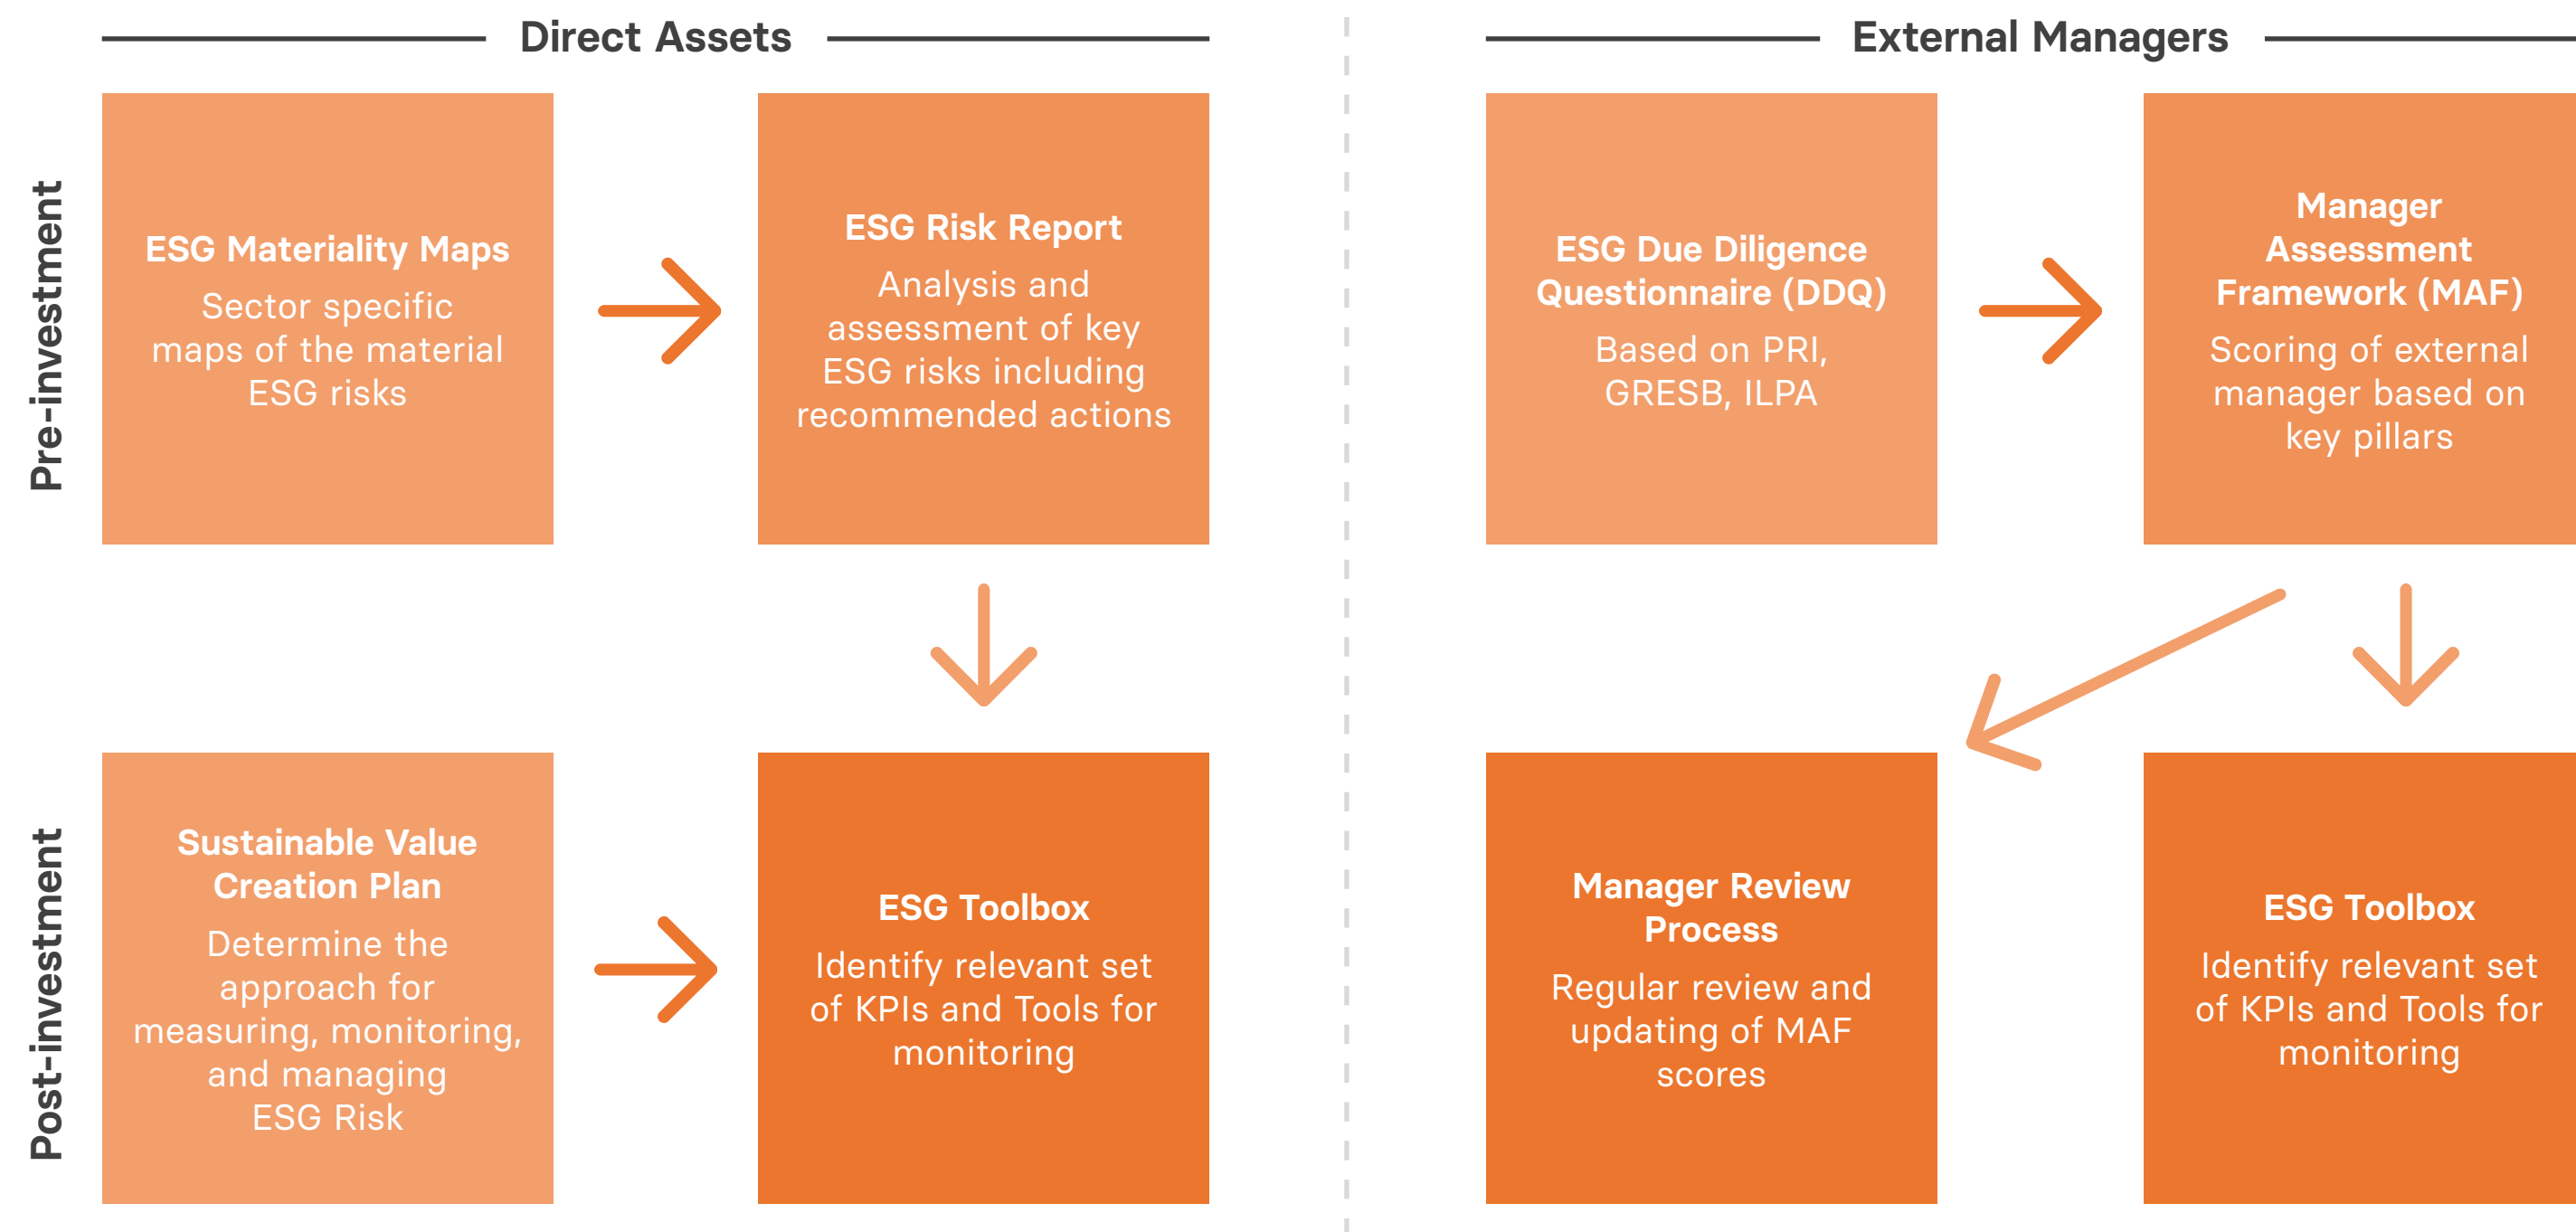 Direct Assets
External Managers
Pre-investment
ESG Materiality Maps
Sector specific
maps of the material
ESG risks
ESG Risk Report
Analysis and
assessment of key
ESG risks including
recommended actions
ESG Due Diligence
Questionnaire (DDQ)
Based on PRI,
GRESB, ILPA
Manager
Assessment
Framework (MAF)
Scoring of external
manager based on
key pillars
Post-investment
Sustainable Value
Creation Plan
Determine the
approach for
measuring, monitoring,
and managing
ESG Risk
ESG Toolbox
Identify relevant set
of KPIs and Tools for
monitoring
Manager Review
Process
Regular review and
updating of MAF
scores
ESG Toolbox
Identify relevant set
of KPIs and Tools for
monitoring